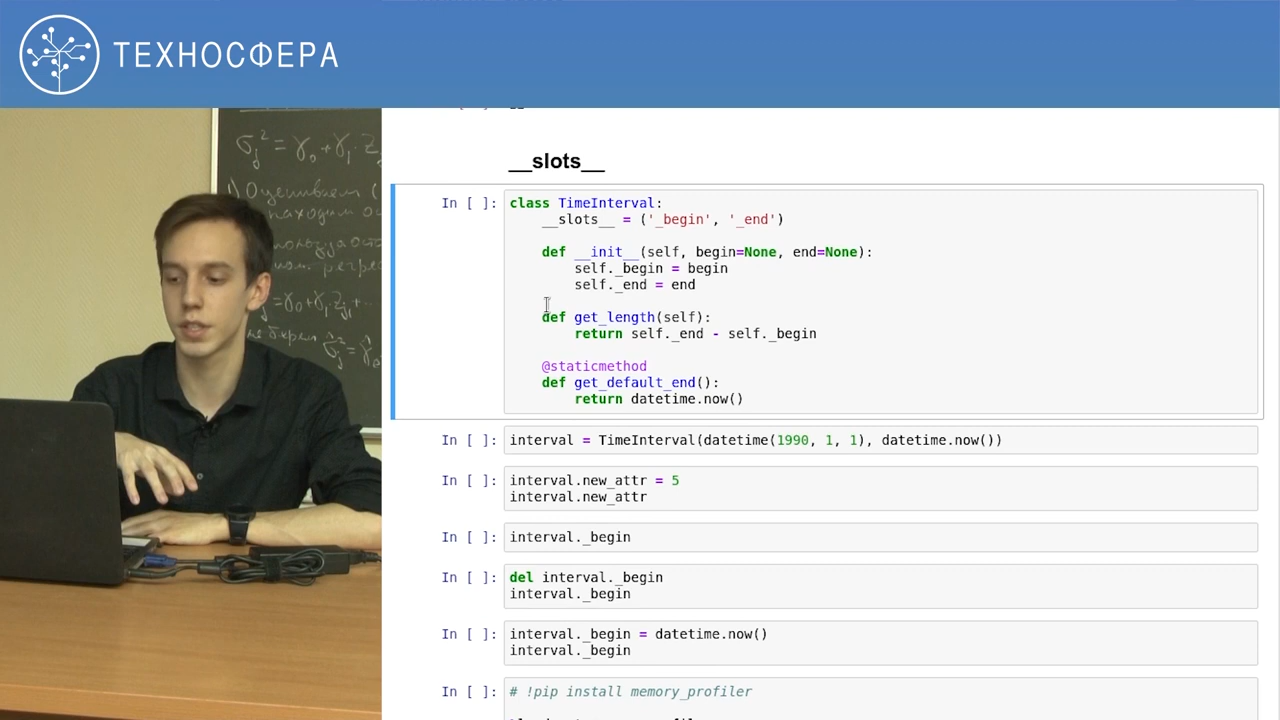 ТЕХНОСФЕРА
__slots__
In [ ]:
class TimeInterval:
    __slots__ = ('_begin', '_end')
    def __init__(self, begin=None, end=None):
        self._begin = begin
        self._end = end
    def get_length(self):
        return self._end - self._begin
    @staticmethod
    def get_default_end():
        return datetime.now()
In [ ]: interval = TimeInterval(datetime(1990, 1, 1), datetime.now())
In [ ]: interval.new_attr = 5
interval.new_attr
In [ ]: interval._begin
In [ ]: del interval._begin
interval._begin
In [ ]: interval._begin = datetime.now()
interval._begin
In [ ]: # !pip install memory_profiler
1) Оцениваем
находим